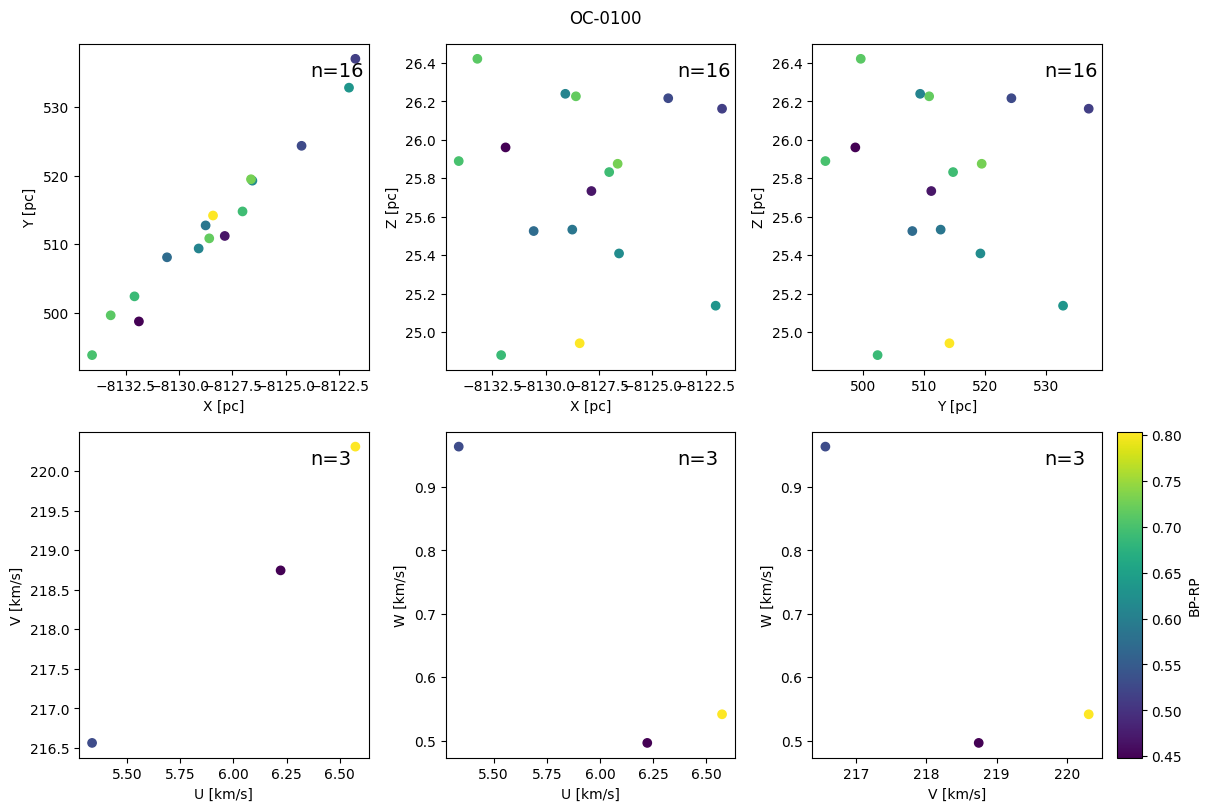 OC-0100
n=16
n=16
n=16
530
520
510
500
Y [pc]
−8132.5 −8130.0 −8127.5 −8125.0 −8122.5
X [pc]
26.4
26.2
26.0
25.8
25.6
25.4
25.2
25.0
Z [pc]
−8132.5 −8130.0 −8127.5 −8125.0 −8122.5
X [pc]
26.4
26.2
26.0
25.8
25.6
25.4
25.2
25.0
Z [pc]
500 510 520 530
Y [pc]
n=3
n=3
n=3
220.0
219.5
219.0
218.5
218.0
217.5
217.0
216.5
V [km/s]
5.50 5.75 6.00 6.25 6.50
U [km/s]
0.9
0.8
0.7
0.6
0.5
W [km/s]
5.50 5.75 6.00 6.25 6.50
U [km/s]
0.9
0.8
0.7
0.6
0.5
W [km/s]
217 218 219 220
V [km/s]
0.80
0.75
0.70
0.65
0.60
0.55
0.50
0.45
BP-RP